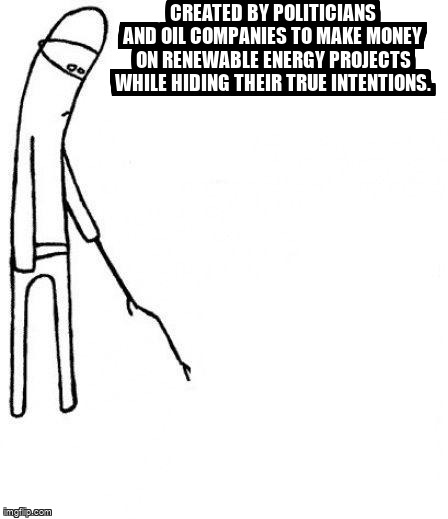 CREATED BY POLITICIANS
AND OIL COMPANIES TO MAKE MONEY
ON RENEWABLE ENERGY PROJECTS
WHILE HIDING THEIR TRUE INTENTIONS.
imgflip.com